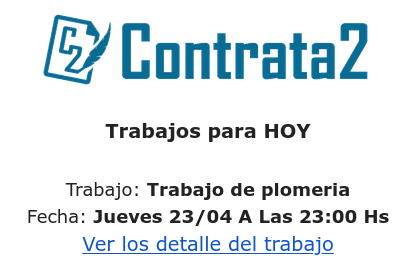 Contrata2
Trabajos para HOY
Trabajo: Trabajo de plomeria
Fecha: Jueves 23/04 A Las 23:00 Hs
Ver los detalle del trabajo